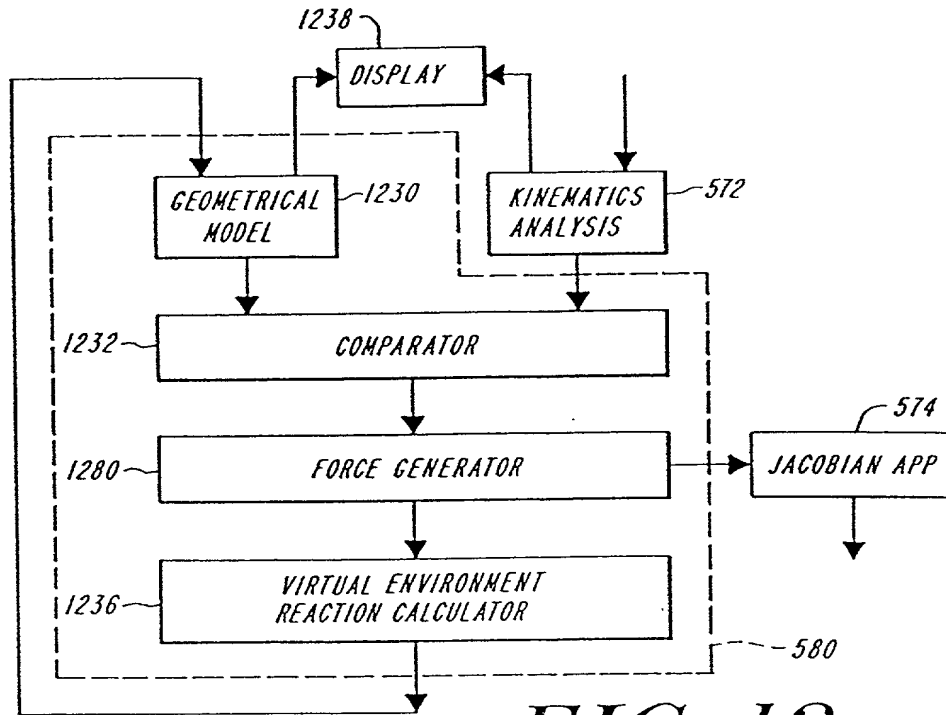 1238
DISPLAY
GEOMETRICAL
MODEL
1230
KINEMATICS
ANALYSIS
572
1232
COMPARATOR
574
1280
FORCE GENERATOR
JACOBIAN APP
VIRTUAL ENVIRONMENT
REACTION CALCULATOR
1236
580